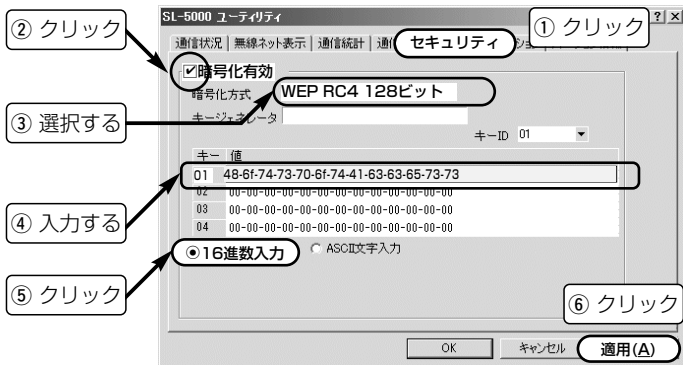 SL-5000 ユーティリティ
① クリック
② クリック
通信状況 無線ネット表示 通信統計 セキュリティ
暗号化有効
暗号化方式 WEP RC4 128ビット
③ 選択する
キージェネレータ
キーID 01
キー 値
01 48-6f-74-73-70-6f-74-41-63-63-65-73-73
④ 入力する
02 00-00-00-00-00-00-00-00-00-00-00-00-00
03 00-00-00-00-00-00-00-00-00-00-00-00-00
04 00-00-00-00-00-00-00-00-00-00-00-00-00
16進数入力 ASCII文字入力
⑤ クリック
⑥ クリック
OK キャンセル 適用(A)